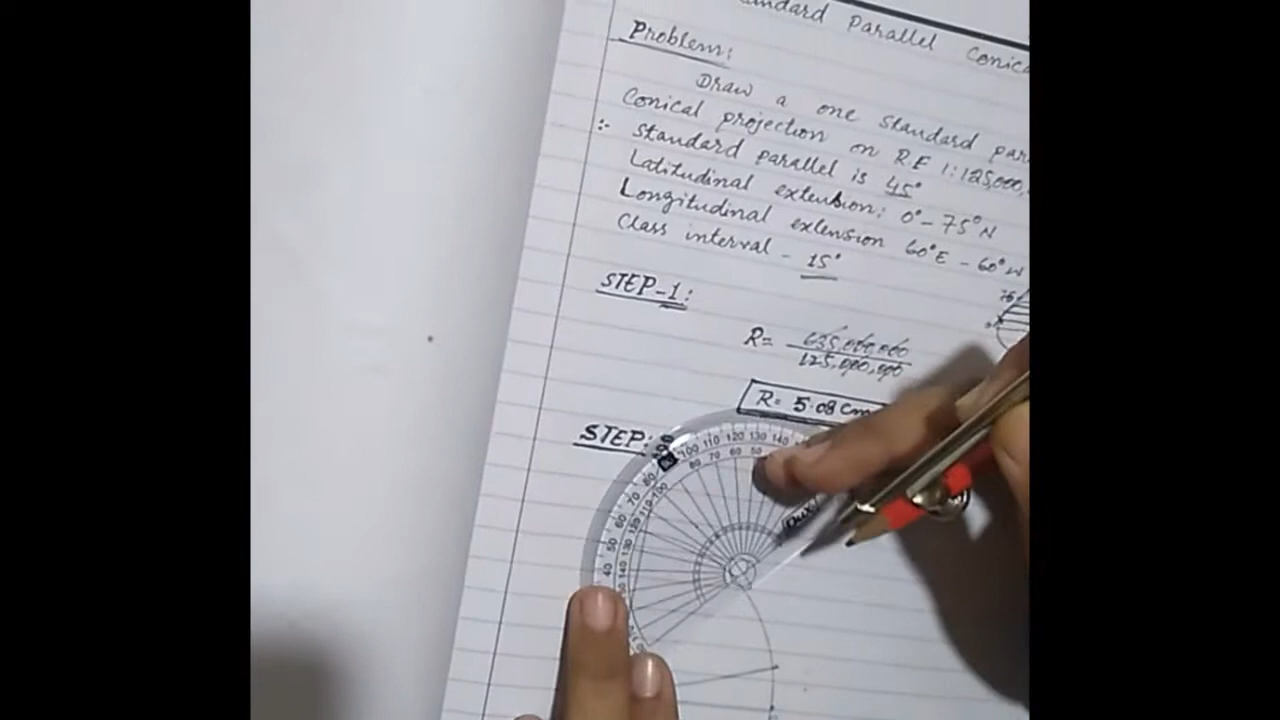 Standard Parallel Conica
Problem:
Draw a one standard par
Conical projection on R.F 1:125,000,
:- Standard parallel is 45°
Latitudinal extension: 0° - 75°N
Longitudinal extension 60°E - 60°W
Class interval - 15°
STEP-1:
R= 635,000,000
125,000,000
R= 5.08 Cm
STEP: